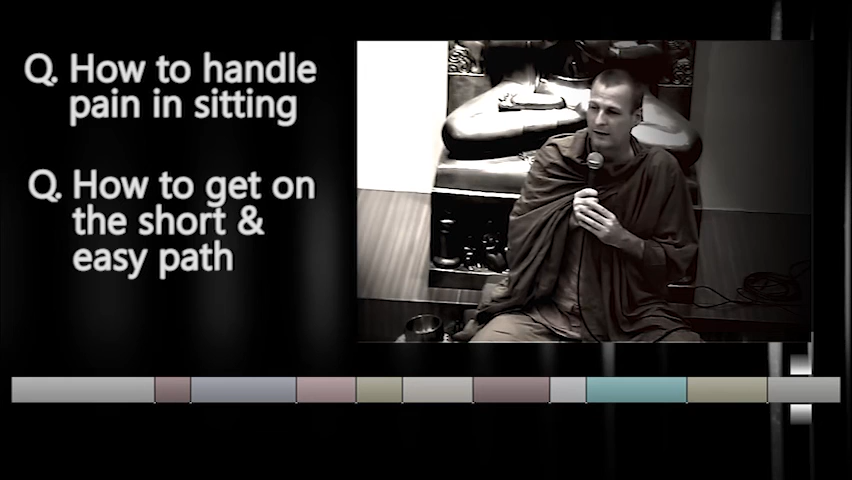 Q. How to handle
pain in sitting
Q. How to get on
the short &
easy path